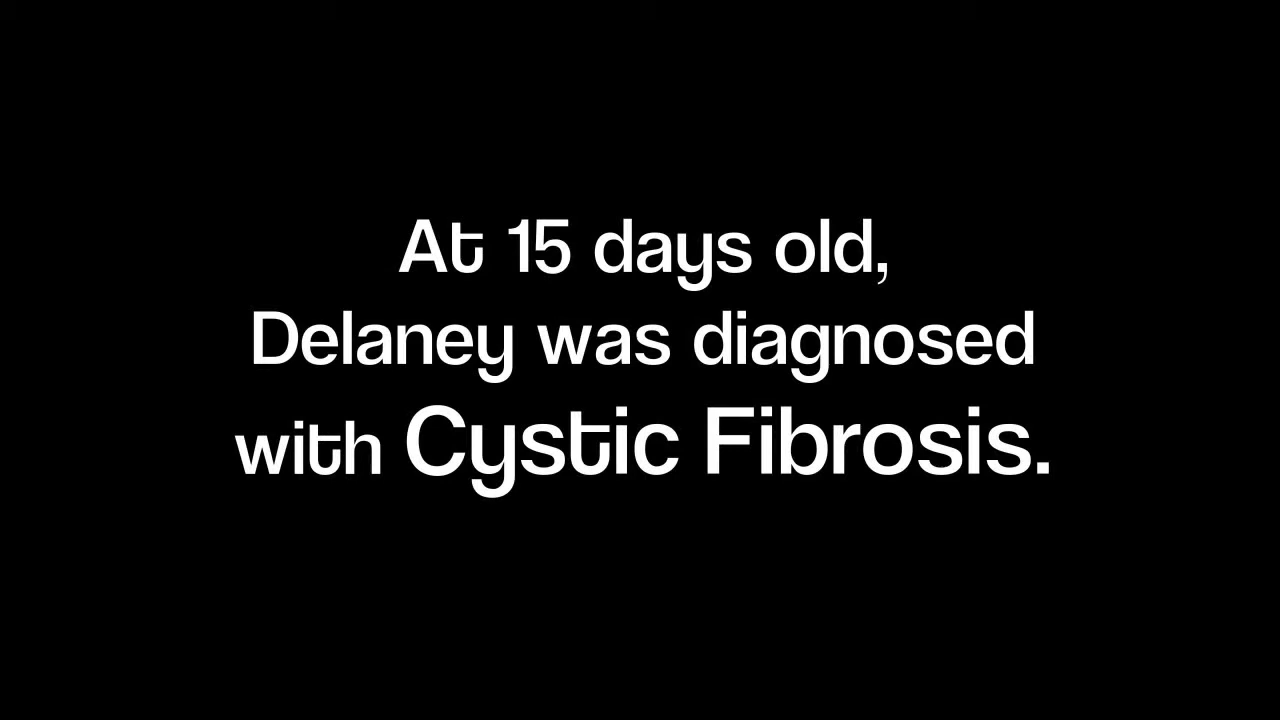 At 15 days old,
Delaney was diagnosed
with Cystic Fibrosis.